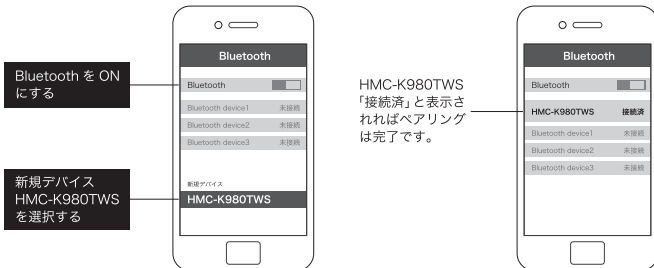 Bluetooth を ON
にする
新規デバイス
HMC-K980TWS
を選択する
Bluetooth
Bluetooth
Bluetooth device1 未接続
Bluetooth device2 未接続
Bluetooth device3 未接続
新規デバイス
HMC-K980TWS
HMC-K980TWS
「接続済」と表示さ
れればペアリング
は完了です。
Bluetooth
Bluetooth
HMC-K980TWS 接続済
Bluetooth device1 未接続
Bluetooth device2 未接続
Bluetooth device3 未接続